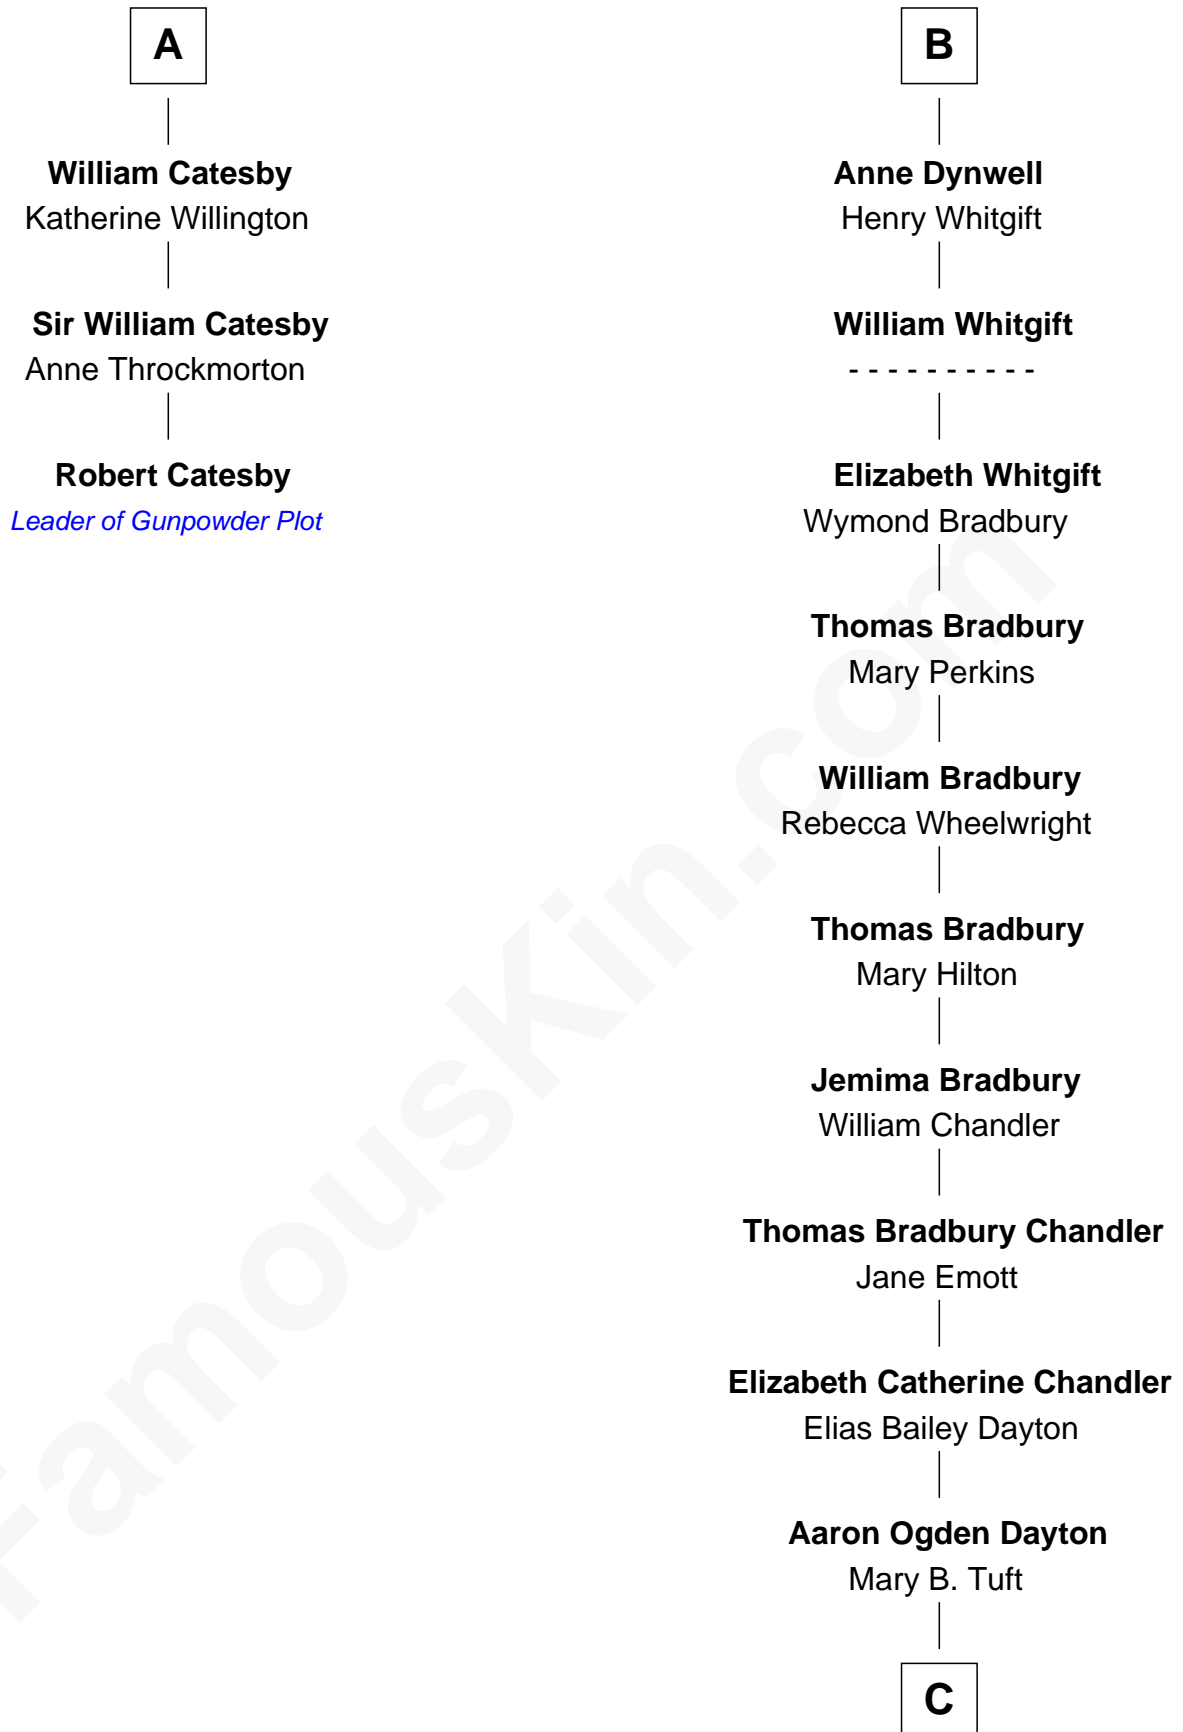 A
William Catesby
Katherine Willington
Sir William Catesby
Anne Throckmorton
Robert Catesby
Leader of Gunpowder Plot
B
Anne Dynwell
Henry Whitgift
William Whitgift
- - - - - - - - - -
Elizabeth Whitgift
Wymond Bradbury
Thomas Bradbury
Mary Perkins
William Bradbury
Rebecca Wheelwright
Thomas Bradbury
Mary Hilton
Jemima Bradbury
William Chandler
Thomas Bradbury Chandler
Jane Emott
Elizabeth Catherine Chandler
Elias Bailey Dayton
Aaron Ogden Dayton
Mary B. Tuft
C
FamousKin.com